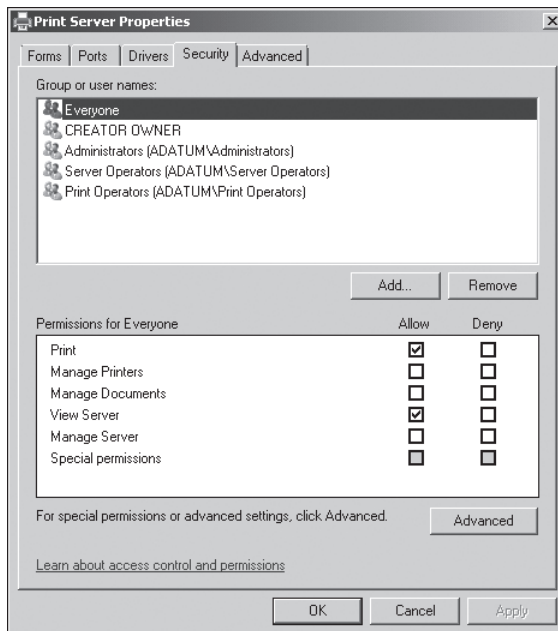 Print Server Properties
Forms Ports Drivers Security Advanced
Group or user names:
Everyone
CREATOR OWNER
Administrators (ADATUM\Administrators)
Server Operators (ADATUM\Server Operators)
Print Operators (ADATUM\Print Operators)
Add... Remove
Permissions for Everyone Allow Deny
Print
Manage Printers
Manage Documents
View Server
Manage Server
Special permissions
For special permissions or advanced settings, click Advanced. Advanced
Learn about access control and permissions
OK Cancel Apply